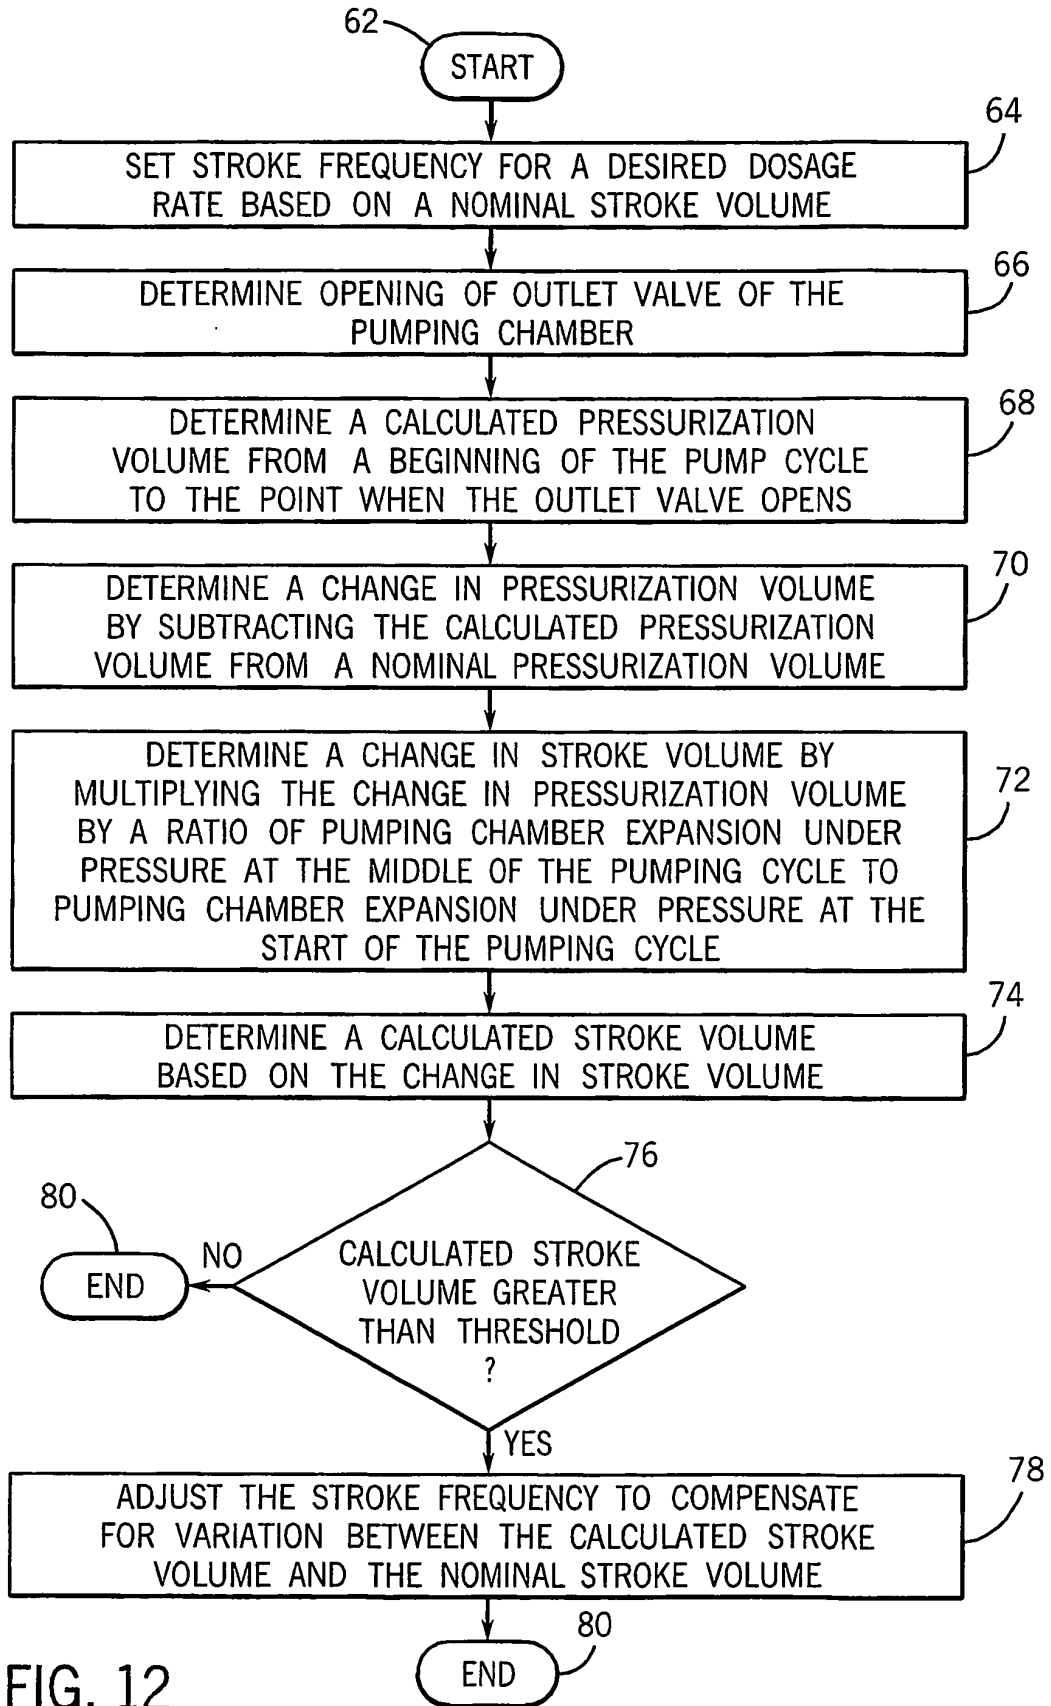 62
START
64
SET STROKE FREQUENCY FOR A DESIRED DOSAGE
RATE BASED ON A NOMINAL STROKE VOLUME
66
DETERMINE OPENING OF OUTLET VALVE OF THE
PUMPING CHAMBER
68
DETERMINE A CALCULATED PRESSURIZATION
VOLUME FROM A BEGINNING OF THE PUMP CYCLE
TO THE POINT WHEN THE OUTLET VALVE OPENS
70
DETERMINE A CHANGE IN PRESSURIZATION VOLUME
BY SUBTRACTING THE CALCULATED PRESSURIZATION
VOLUME FROM A NOMINAL PRESSURIZATION VOLUME
72
DETERMINE A CHANGE IN STROKE VOLUME BY
MULTIPLYING THE CHANGE IN PRESSURIZATION VOLUME
BY A RATIO OF PUMPING CHAMBER EXPANSION UNDER
PRESSURE AT THE MIDDLE OF THE PUMPING CYCLE TO
PUMPING CHAMBER EXPANSION UNDER PRESSURE AT THE
START OF THE PUMPING CYCLE
74
DETERMINE A CALCULATED STROKE VOLUME
BASED ON THE CHANGE IN STROKE VOLUME
76
CALCULATED STROKE
VOLUME GREATER
THAN THRESHOLD
?
NO
80
END
YES
78
ADJUST THE STROKE FREQUENCY TO COMPENSATE
FOR VARIATION BETWEEN THE CALCULATED STROKE
VOLUME AND THE NOMINAL STROKE VOLUME
80
END
FIG. 12